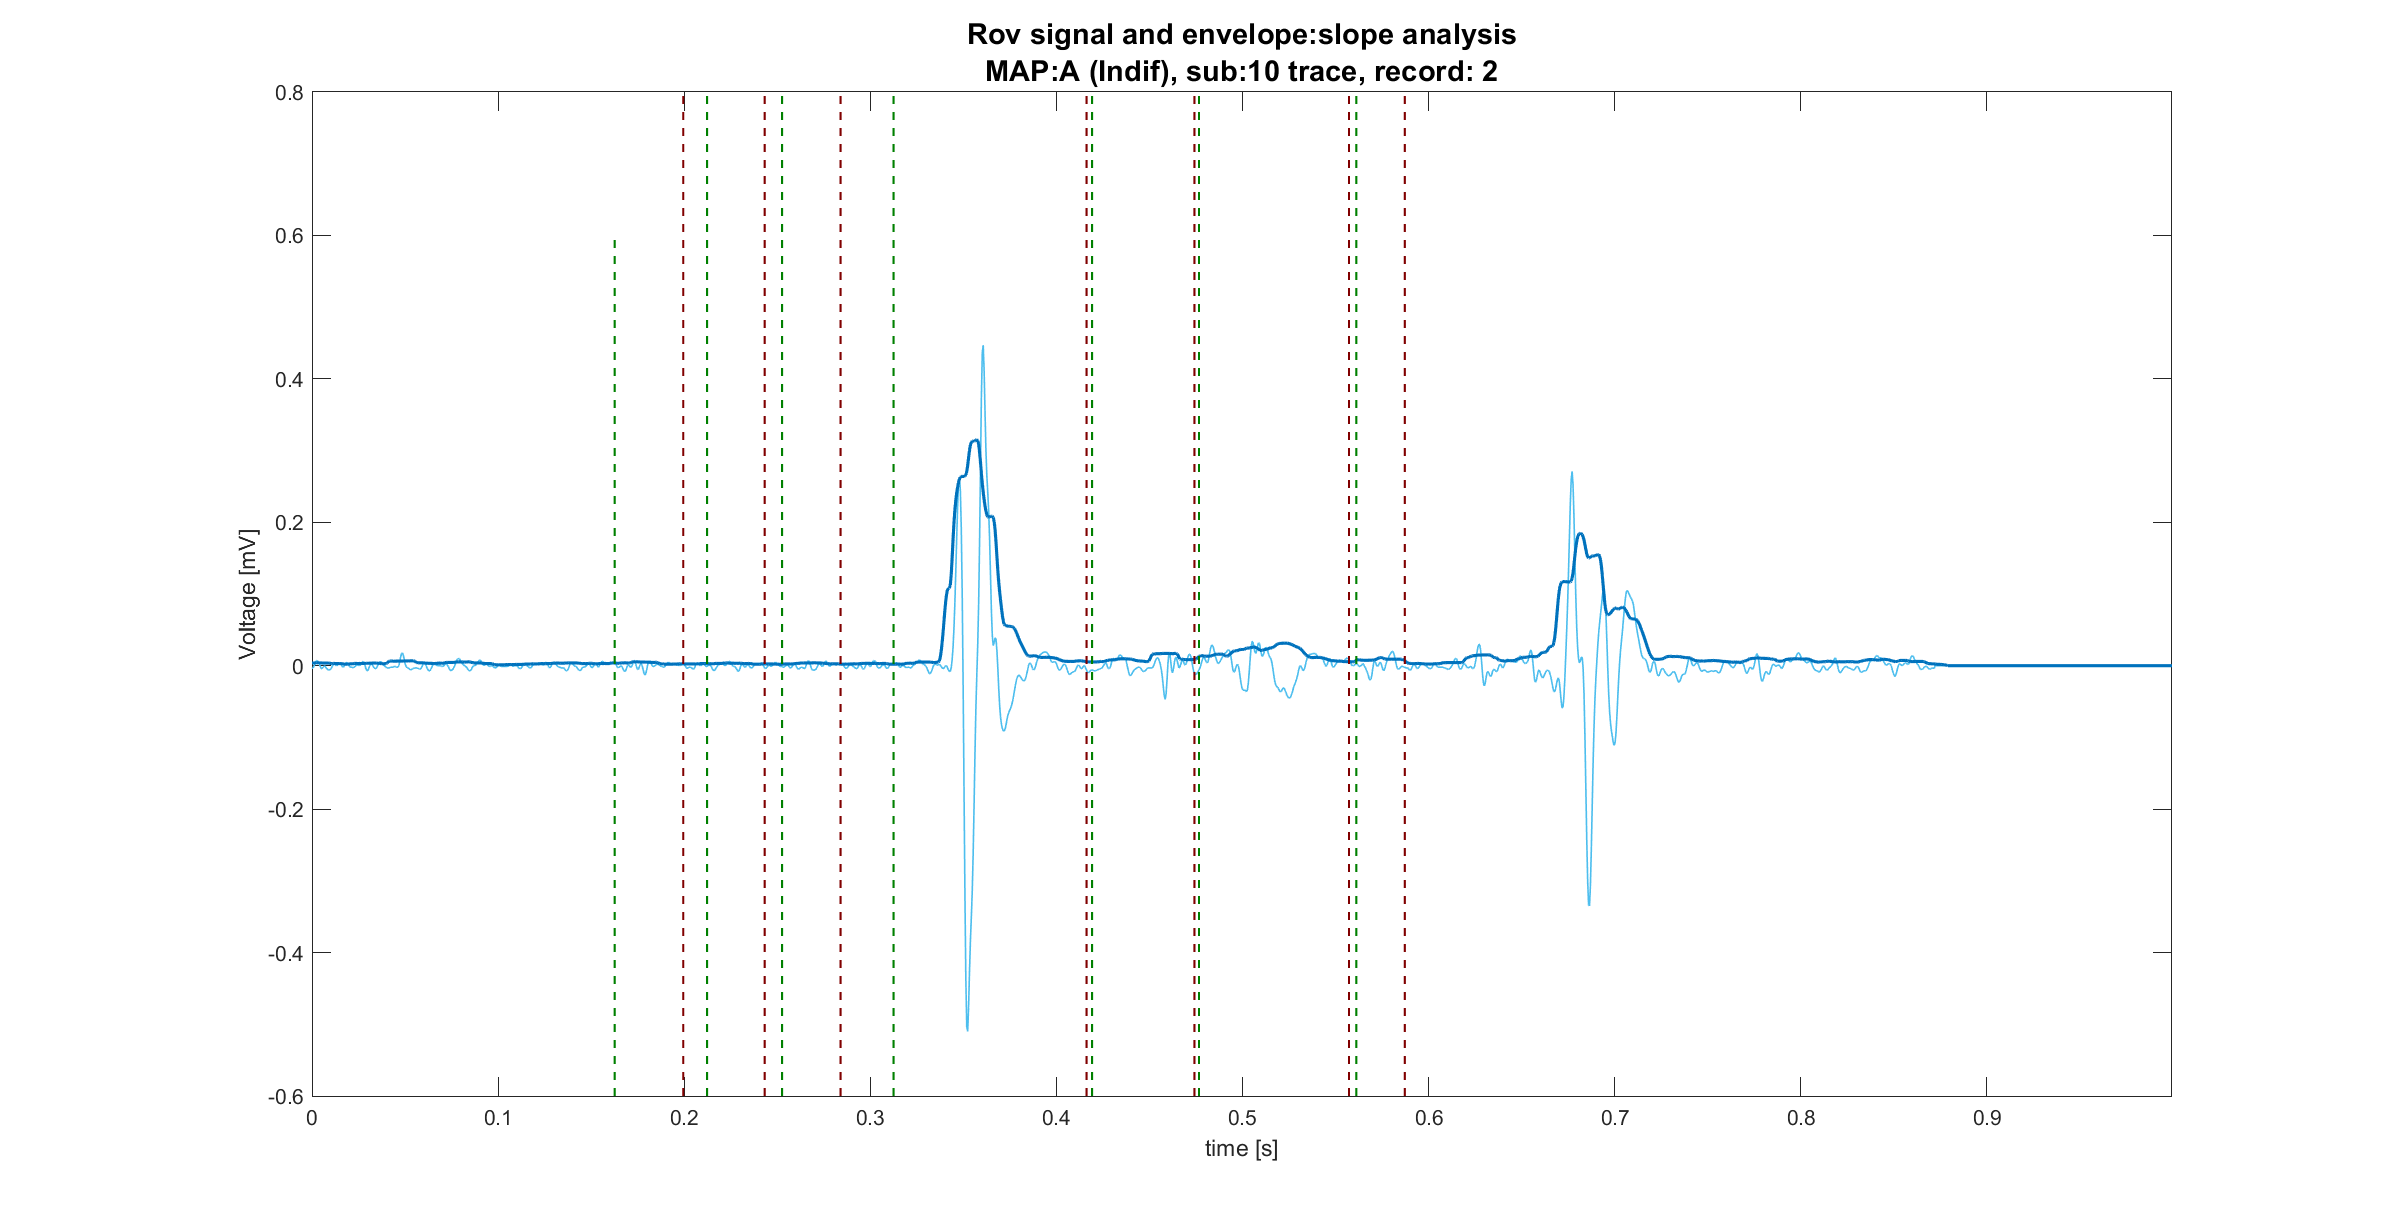 Rov signal and envelope:slope analysis
MAP:A (Indif), sub:10 trace, record: 2
0.8
0.6
0.4
0.2
0
-0.2
-0.4
-0.6
Voltage [mV]
0 0.1 0.2 0.3 0.4 0.5 0.6 0.7 0.8 0.9
time [s]